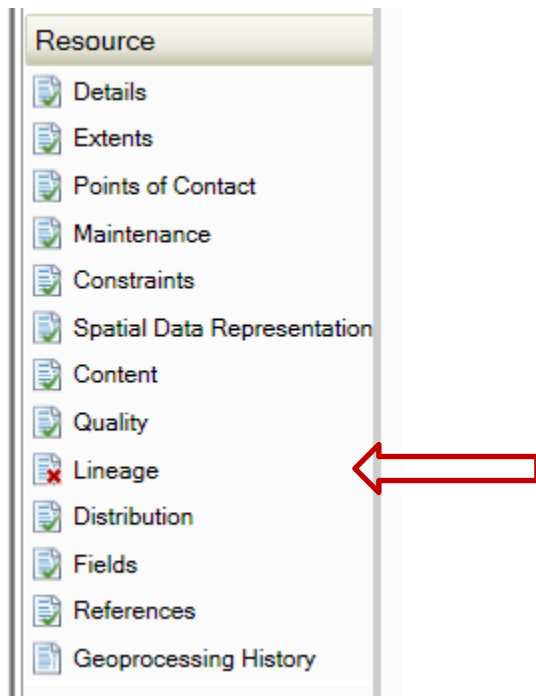 Resource
Details
Extents
Points of Contact
Maintenance
Constraints
Spatial Data Representation
Content
Quality
Lineage
Distribution
Fields
References
Geoprocessing History